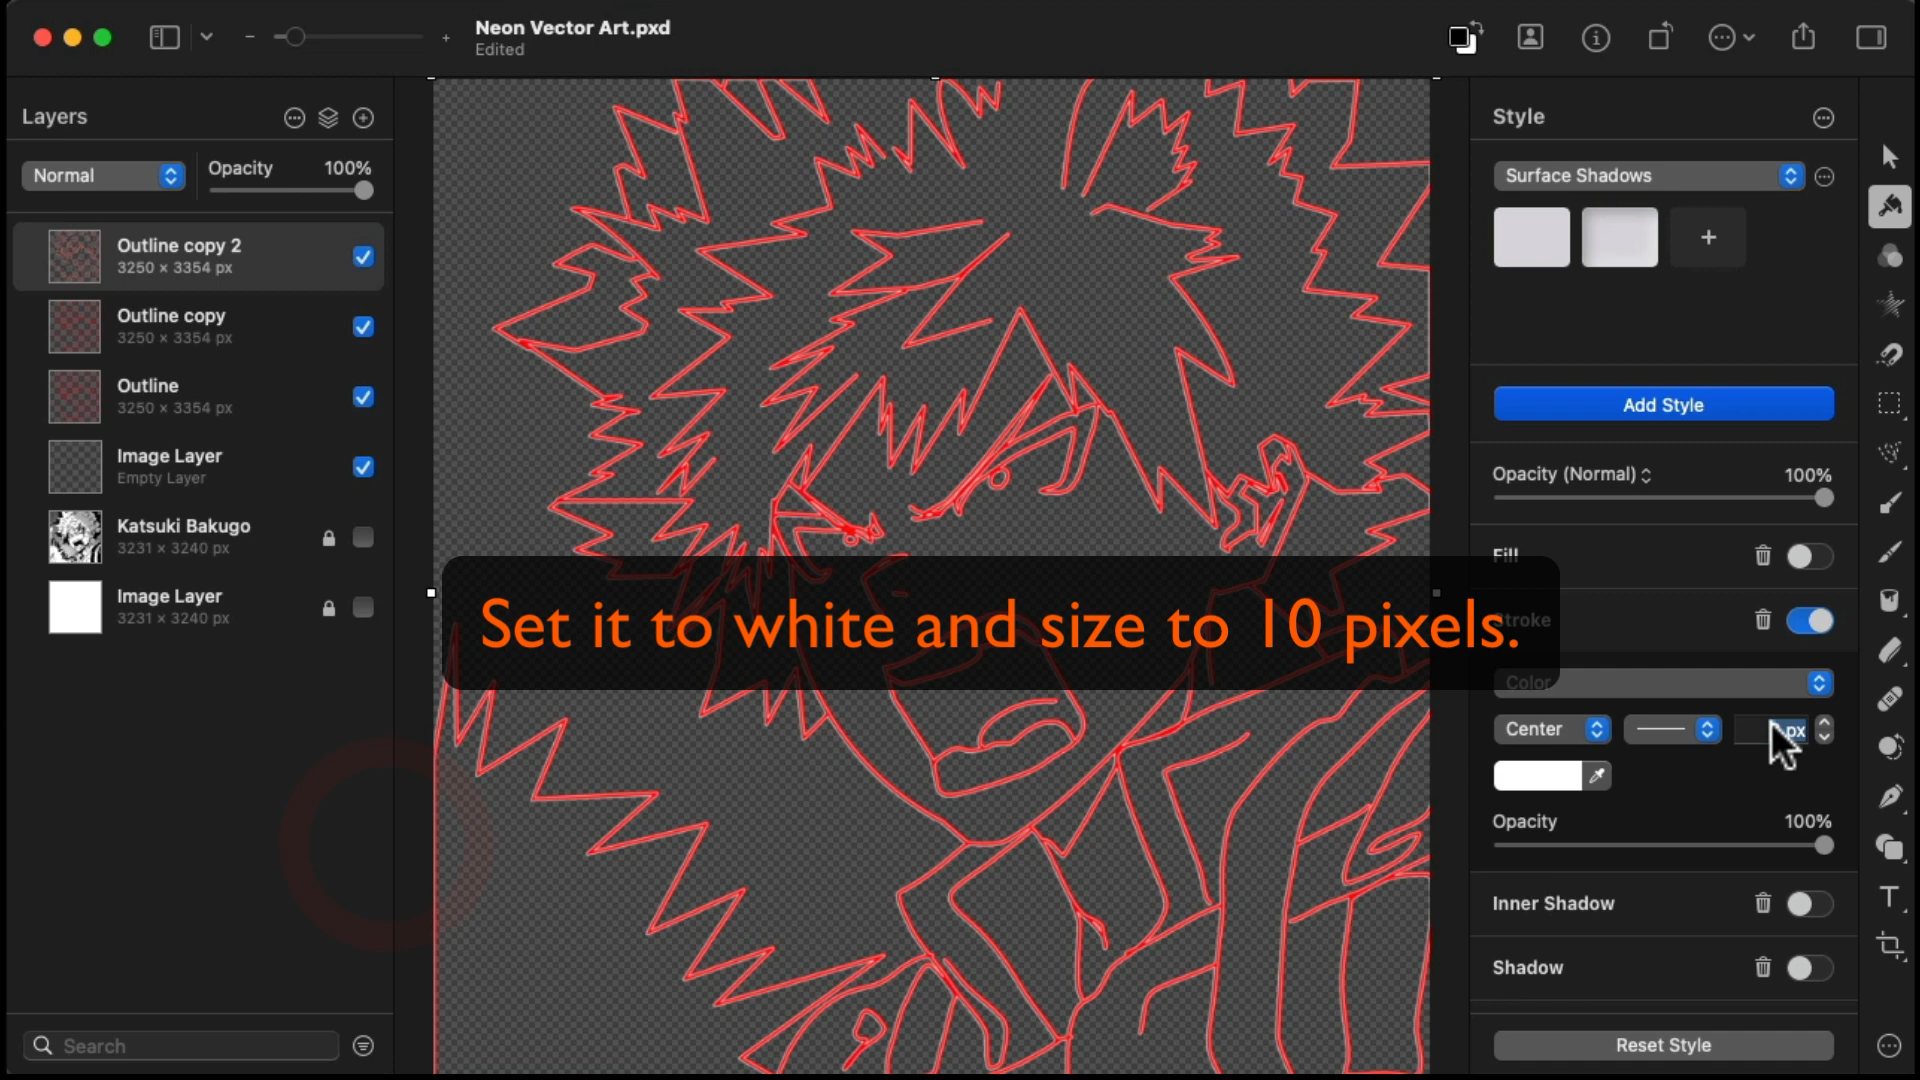 Neon Vector Art.pxd
Edited
Layers
Normal
Opacity 100%
Outline copy 2
3250 × 3354 px
Outline copy
3250 × 3354 px
Outline
3250 × 3354 px
Image Layer
Empty Layer
Katsuki Bakugo
3231 × 3240 px
Image Layer
3231 × 3240 px
Search
Set it to white and size to 10 pixels.
Style
Surface Shadows
Add Style
Opacity (Normal) 100%
Fill
Stroke
Color
Center
px
Opacity 100%
Inner Shadow
Shadow
Reset Style